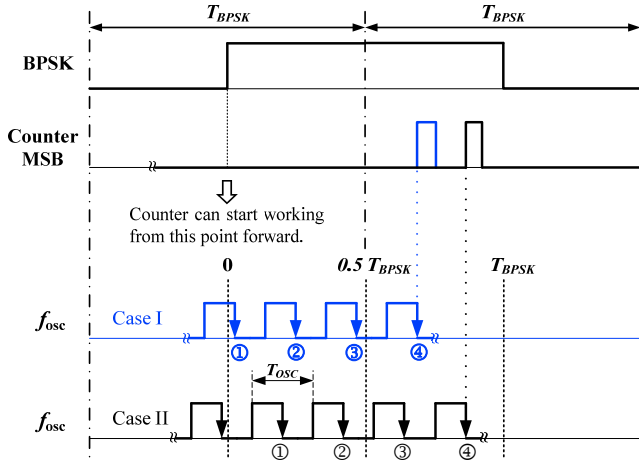 T_BPSK T_BPSK
BPSK
Counter
MSB
Counter can start working
from this point forward.
0 0.5 T_BPSK T_BPSK
f_osc Case I
① ② ③ ④
T_OSC
f_osc Case II
① ② ③ ④